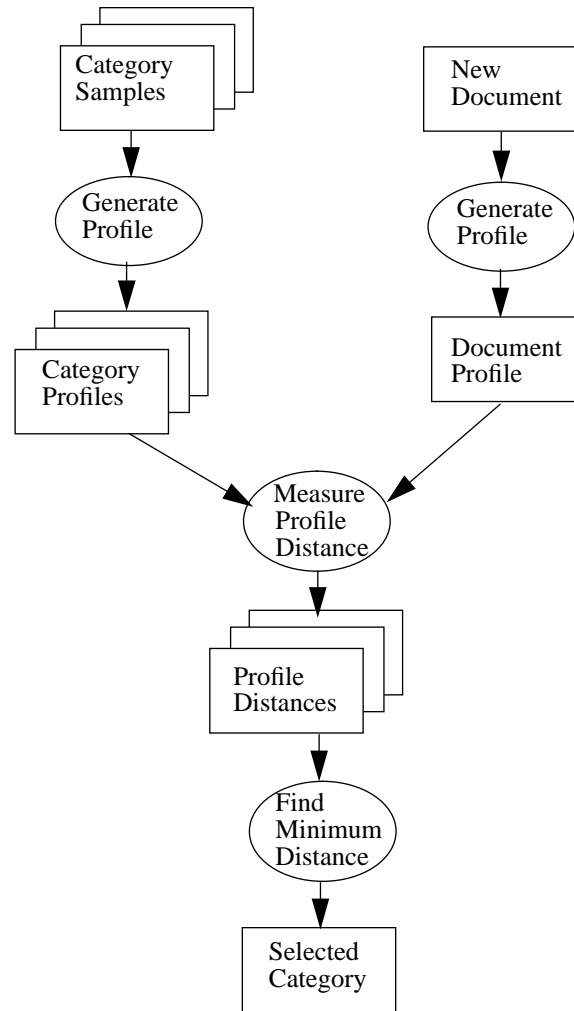 Category
Samples
New
Document
Generate
Profile
Generate
Profile
Category
Profiles
Document
Profile
Measure
Profile
Distance
Profile
Distances
Find
Minimum
Distance
Selected
Category